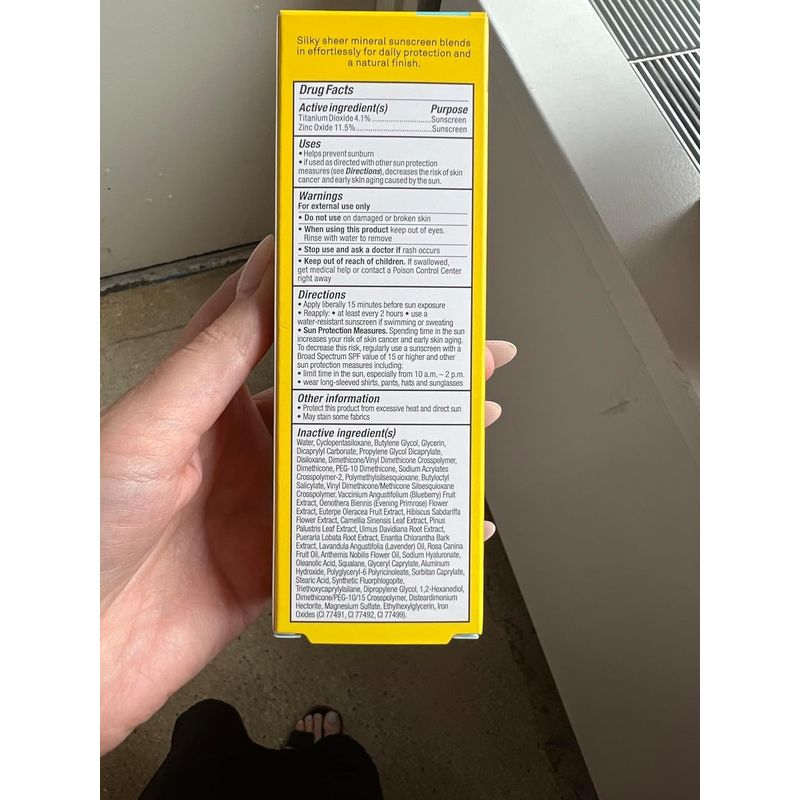 Silky sheer mineral sunscreen blends
in effortlessly for daily protection and
a natural finish.
Drug Facts
Active ingredient(s) Purpose
Titanium Dioxide 4.1%..............................Sunscreen
Zinc Oxide 11.5%.....................................Sunscreen
Uses
• Helps prevent sunburn
• if used as directed with other sun protection
measures (see Directions), decreases the risk of skin
cancer and early skin aging caused by the sun.
Warnings
For external use only
• Do not use on damaged or broken skin
• When using this product keep out of eyes.
Rinse with water to remove
• Stop use and ask a doctor if rash occurs
• Keep out of reach of children. If swallowed,
get medical help or contact a Poison Control Center
right away
Directions
• Apply liberally 15 minutes before sun exposure
• Reapply: • at least every 2 hours • use a
water-resistant sunscreen if swimming or sweating
• Sun Protection Measures. Spending time in the sun
increases your risk of skin cancer and early skin aging.
To decrease this risk, regularly use a sunscreen with a
Broad Spectrum SPF value of 15 or higher and other
sun protection measures including:
• limit time in the sun, especially from 10 a.m. – 2 p.m.
• wear long-sleeved shirts, pants, hats and sunglasses
Other information
• Protect this product from excessive heat and direct sun
• May stain some fabrics
Inactive ingredient(s)
Water, Cyclopentasiloxane, Butylene Glycol, Glycerin,
Dicaprylyl Carbonate, Propylene Glycol Dicaprylate,
Disiloxane, Dimethicone/Vinyl Dimethicone Crosspolymer,
Dimethicone, PEG-10 Dimethicone, Sodium Acrylates
Crosspolymer-2, Polymethylsilsesquioxane, Butyloctyl
Salicylate, Vinyl Dimethicone/Methicone Silsesquioxane
Crosspolymer, Vaccinium Angustifolium (Blueberry) Fruit
Extract, Oenothera Biennis (Evening Primrose) Flower
Extract, Euterpe Oleracea Fruit Extract, Hibiscus Sabdariffa
Flower Extract, Camellia Sinensis Leaf Extract, Pinus
Palustris Leaf Extract, Ulmus Davidiana Root Extract,
Pueraria Lobata Root Extract, Enantia Chlorantha Bark
Extract, Lavandula Angustifolia (Lavender) Oil, Rosa Canina
Fruit Oil, Anthemis Nobilis Flower Oil, Sodium Hyaluronate,
Oleanolic Acid, Squalane, Glyceryl Caprylate, Aluminum
Hydroxide, Polyglyceryl-6 Polyricinoleate, Sorbitan Caprylate,
Stearic Acid, Synthetic Fluorphlogopite,
Triethoxycaprylylsilane, Dipropylene Glycol, 1,2-Hexanediol,
Dimethicone/PEG-10/15 Crosspolymer, Disteardimonium
Hectorite, Magnesium Sulfate, Ethylhexylglycerin, Iron
Oxides (CI 77491, CI 77492, CI 77499).